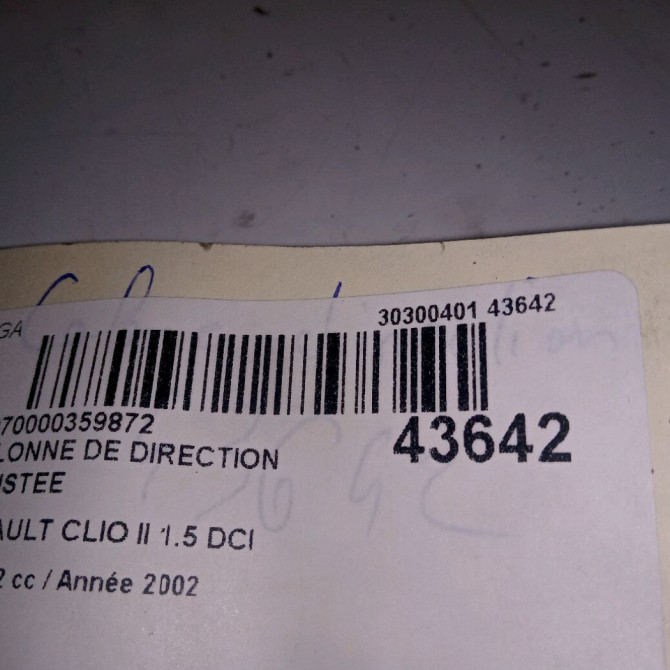 GA
30300401 43642
70000359872
43642
LONNE DE DIRECTION
ISTEE
AULT CLIO II 1.5 DCI
2 cc / Année 2002